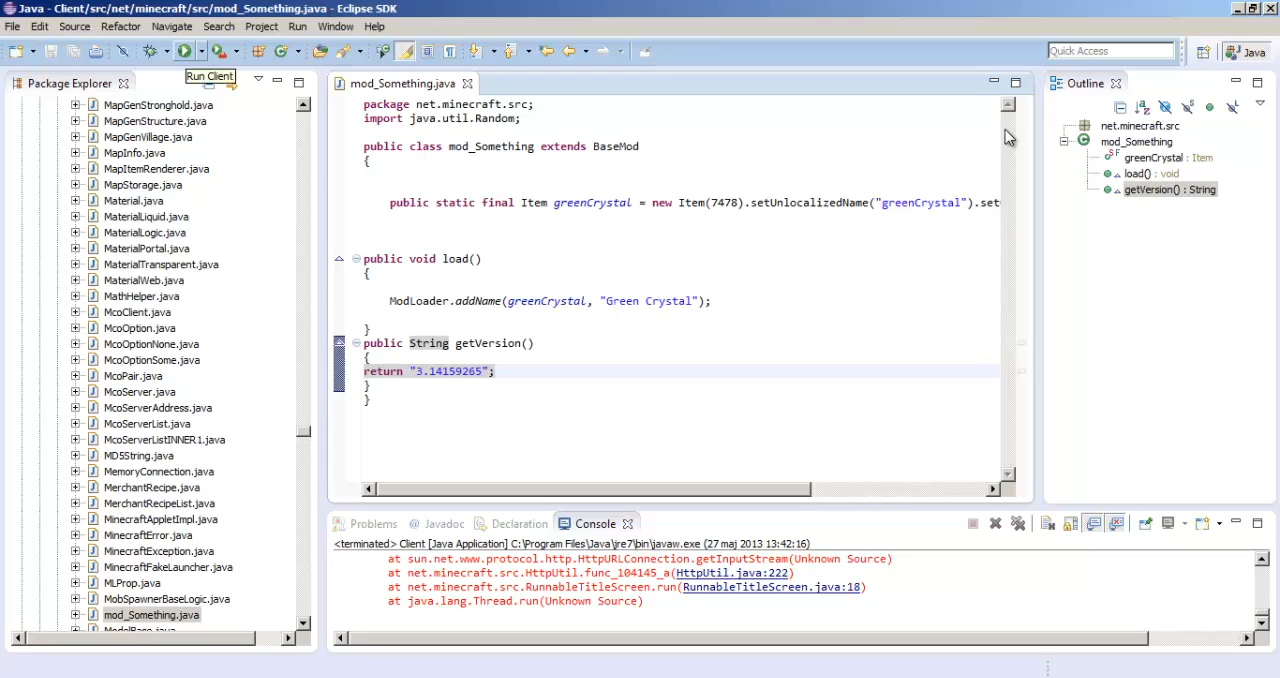 Java - Client/src/net/minecraft/src/mod_Something.java - Eclipse SDK
File Edit Source Refactor Navigate Search Project Run Window Help
Quick Access
Java
Run Client
Package Explorer
MapGenStronghold.java
MapGenStructure.java
MapGenVillage.java
MapInfo.java
MapItemRenderer.java
MapStorage.java
Material.java
MaterialLiquid.java
MaterialLogic.java
MaterialPortal.java
MaterialTransparent.java
MaterialWeb.java
MathHelper.java
McoClient.java
McoOption.java
McoOptionNone.java
McoOptionSome.java
McoPair.java
McoServer.java
McoServerAddress.java
McoServerList.java
McoServerListINNER1.java
MD5String.java
MemoryConnection.java
MerchantRecipe.java
MerchantRecipeList.java
MinecraftAppletImpl.java
MinecraftError.java
MinecraftException.java
MinecraftFakeLauncher.java
MLProp.java
MobSpawnerBaseLogic.java
mod_Something.java
ModelBase.java
mod_Something.java
package net.minecraft.src;
import java.util.Random;
public class mod_Something extends BaseMod
{
public static final Item greenCrystal = new Item(7478).setUnlocalizedName("greenCrystal").set
public void load()
{
ModLoader.addName(greenCrystal, "Green Crystal");
}
public String getVersion()
{
return "3.14159265";
}
}
Outline
net.minecraft.src
mod_Something
greenCrystal : Item
load() : void
getVersion() : String
Problems @ Javadoc Declaration Console
<terminated> Client [Java Application] C:\Program Files\Java\jre7\bin\javaw.exe (27 maj 2013 13:42:16)
at sun.net.www.protocol.http.HttpURLConnection.getInputStream(Unknown Source)
at net.minecraft.src.HttpUtil.func_104145_a(HttpUtil.java:222)
at net.minecraft.src.RunnableTitleScreen.run(RunnableTitleScreen.java:18)
at java.lang.Thread.run(Unknown Source)